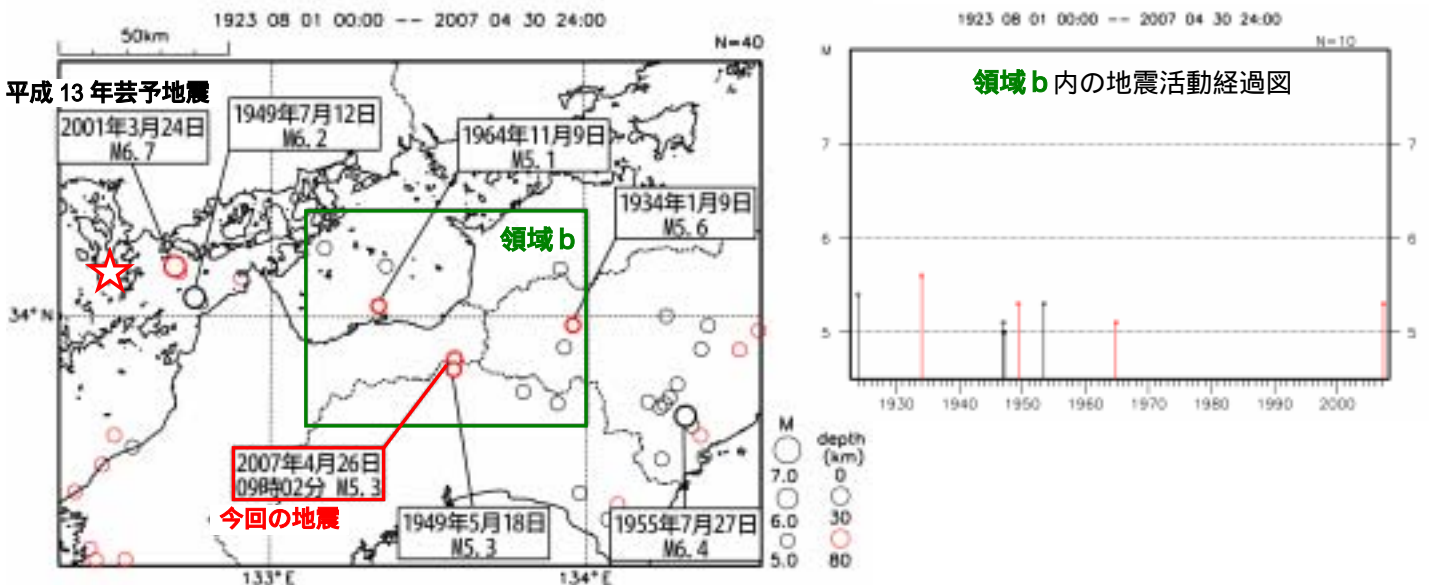 1923 08 01 00:00 -- 2007 04 30 24:00
50km
N=40
平成 13 年芸予地震
2001年3月24日
M6.7
1949年7月12日
M6.2
1964年11月9日
M5.1
1934年1月9日
M5.6
領域 b
34°N
2007年4月26日
09時02分 M5.3
今回の地震
1949年5月18日
M5.3
1955年7月27日
M6.4
133°E
134°E
M
7.0
6.0
5.0
depth
(km)
0
30
80
1923 08 01 00:00 -- 2007 04 30 24:00
M
N=10
領域 b 内の地震活動経過図
7
6
5
7
6
5
1930 1940 1950 1960 1970 1980 1990 2000